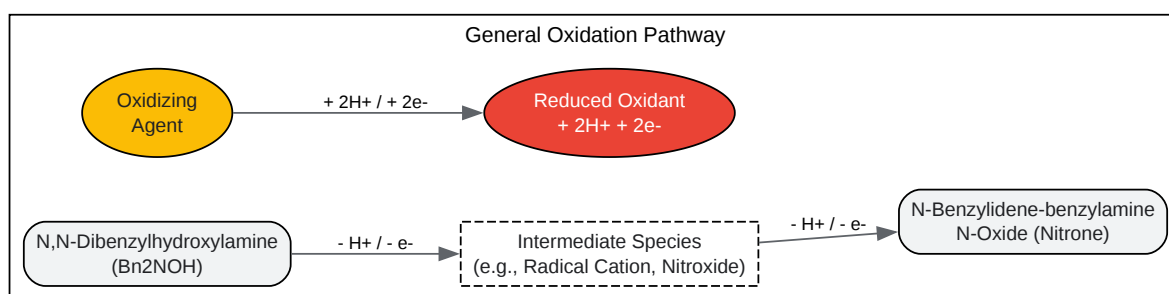 General Oxidation Pathway
Oxidizing
Agent
+ 2H+ / + 2e-
Reduced Oxidant
+ 2H+ + 2e-
N,N-Dibenzylhydroxylamine
(Bn2NOH)
- H+ / - e-
Intermediate Species
(e.g., Radical Cation, Nitroxide)
- H+ / - e-
N-Benzylidene-benzylamine
N-Oxide (Nitrone)